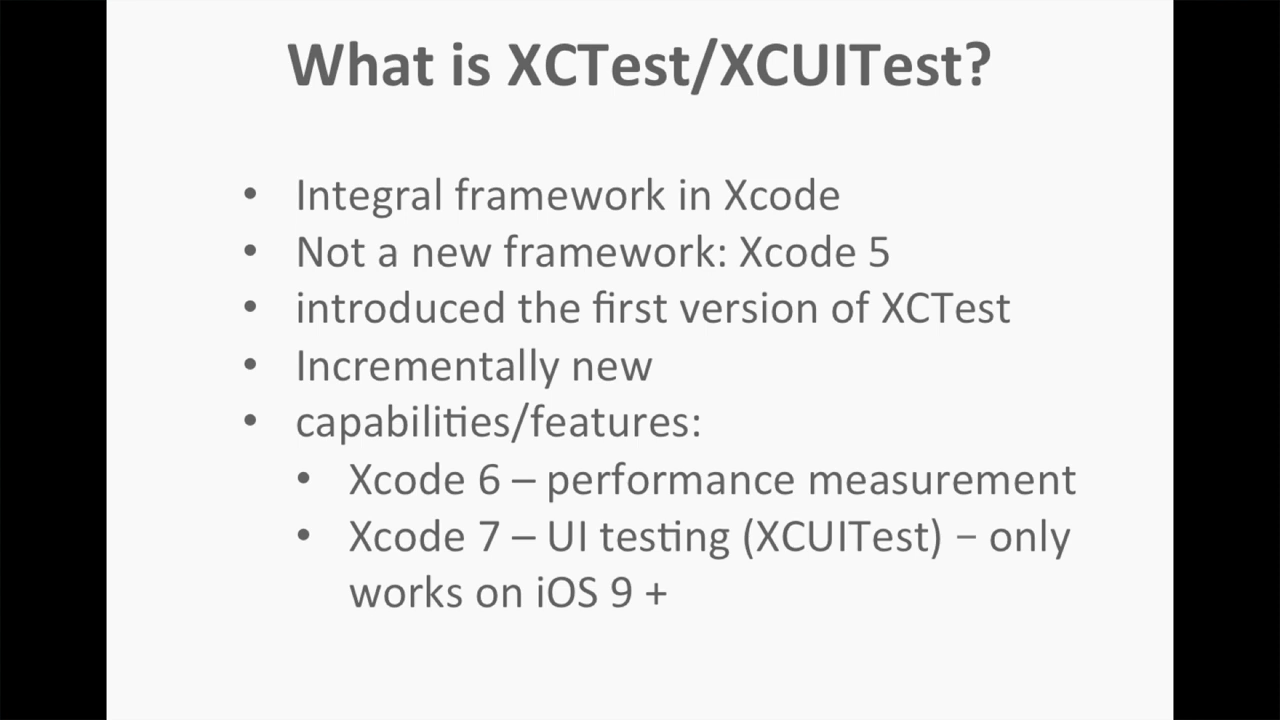 What is XCTest/XCUITest?
• Integral framework in Xcode
• Not a new framework: Xcode 5
• introduced the first version of XCTest
• Incrementally new
• capabilities/features:
• Xcode 6 – performance measurement
• Xcode 7 – UI testing (XCUITest) – only
works on iOS 9 +